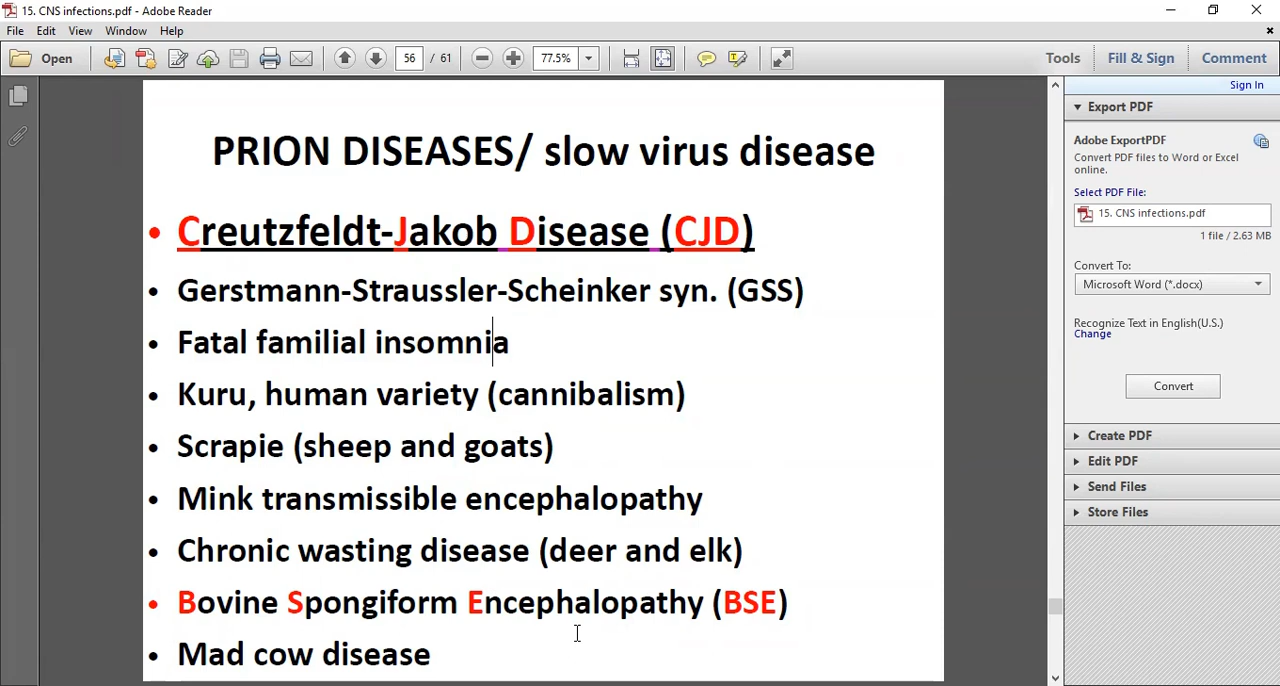 15. CNS infections.pdf - Adobe Reader
File Edit View Window Help
Open 56 / 61 77.5% Tools Fill & Sign Comment
Sign In
PRION DISEASES/ slow virus disease
• Creutzfeldt-Jakob Disease (CJD)
• Gerstmann-Straussler-Scheinker syn. (GSS)
• Fatal familial insomnia
• Kuru, human variety (cannibalism)
• Scrapie (sheep and goats)
• Mink transmissible encephalopathy
• Chronic wasting disease (deer and elk)
• Bovine Spongiform Encephalopathy (BSE)
• Mad cow disease
Export PDF
Adobe ExportPDF
Convert PDF files to Word or Excel
online.
Select PDF File:
15. CNS infections.pdf
1 file / 2.63 MB
Convert To:
Microsoft Word (*.docx)
Recognize Text in English(U.S.)
Change
Convert
Create PDF
Edit PDF
Send Files
Store Files